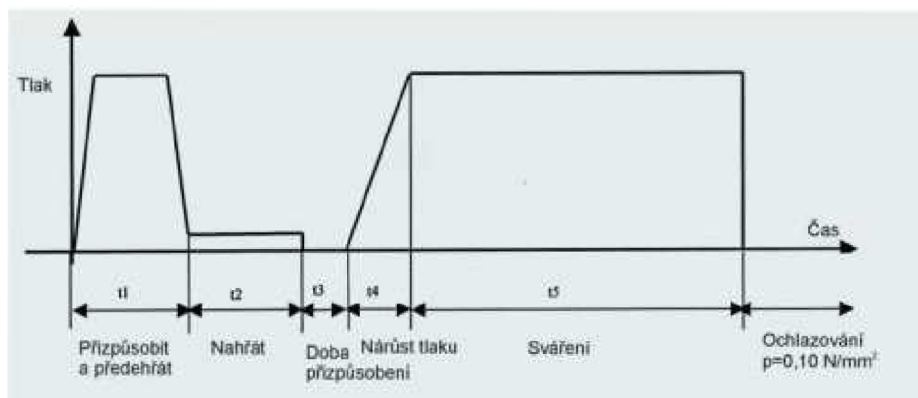 Tlak
Čas
t1
t2
t3
t4
t5
Přizpůsobit
a předehřát
Nahřát
Doba
přizpůsobení
Nárůst tlaku
Sváření
Ochlazování
p=0,10 N/mm²